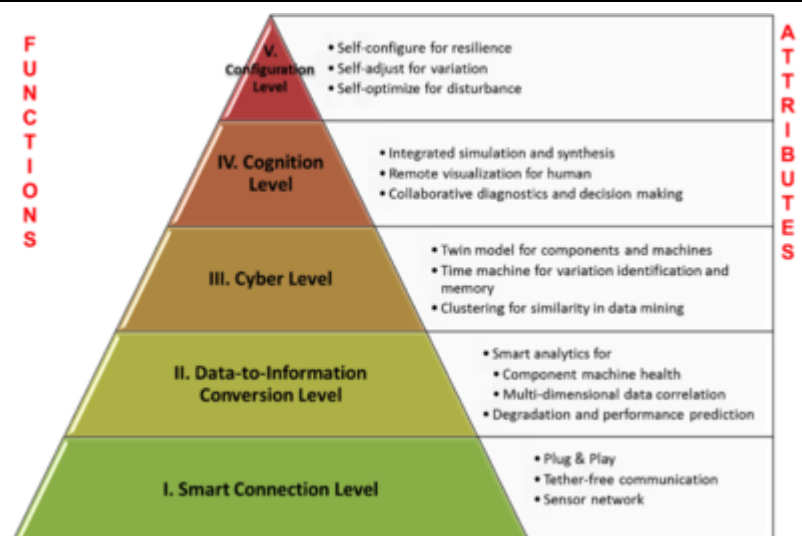 FUNCTIONS
ATTRIBUTES
V.
Configuration
Level
• Self-configure for resilience
• Self-adjust for variation
• Self-optimize for disturbance
IV. Cognition
Level
• Integrated simulation and synthesis
• Remote visualization for human
• Collaborative diagnostics and decision making
III. Cyber Level
• Twin model for components and machines
• Time machine for variation identification and
memory
• Clustering for similarity in data mining
II. Data-to-Information
Conversion Level
• Smart analytics for
• Component machine health
• Multi-dimensional data correlation
• Degradation and performance prediction
I. Smart Connection Level
• Plug & Play
• Tether-free communication
• Sensor network